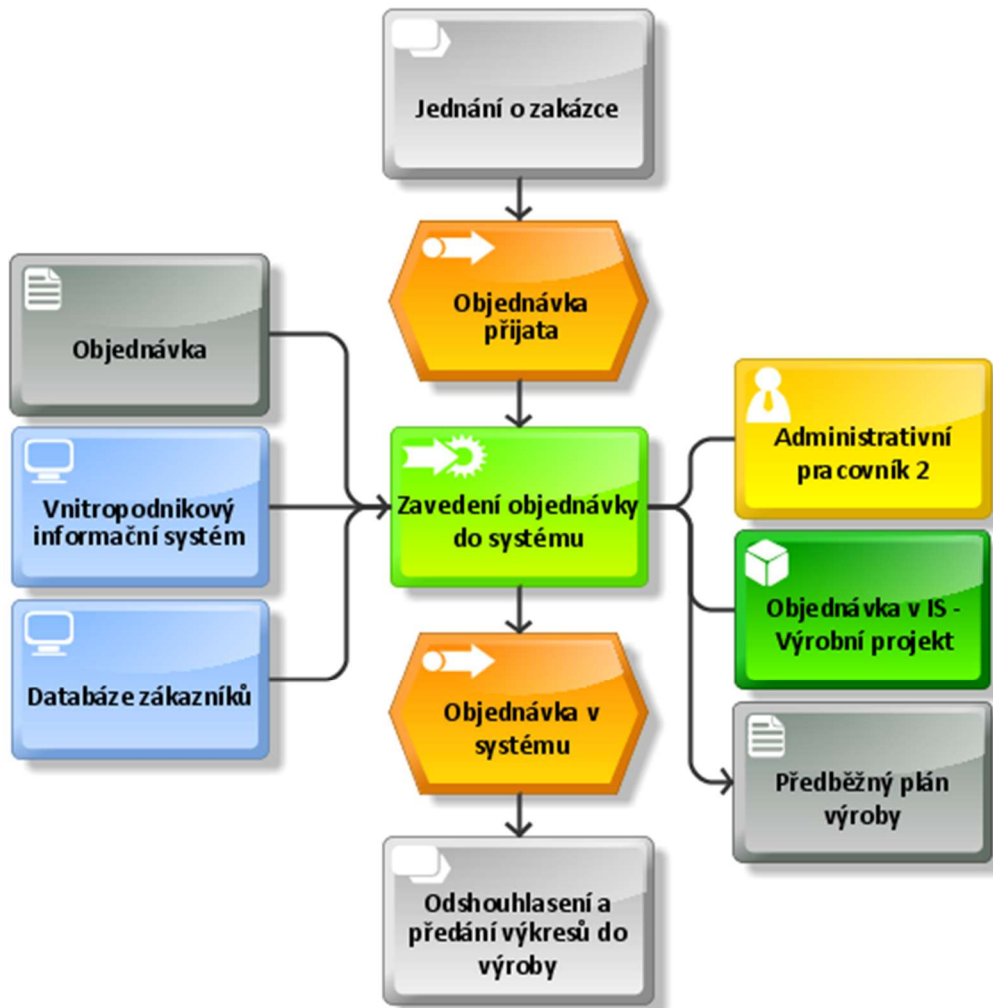 Jednání o zakázce
Objednávka
přijata
Objednávka
Vnitropodnikový
informační systém
Databáze zákazníků
Zavedení objednávky
do systému
Administrativní
pracovník 2
Objednávka v IS -
Výrobní projekt
Předběžný plán
výroby
Objednávka v
systému
Odshouhlasení a
předání výkresů do
výroby